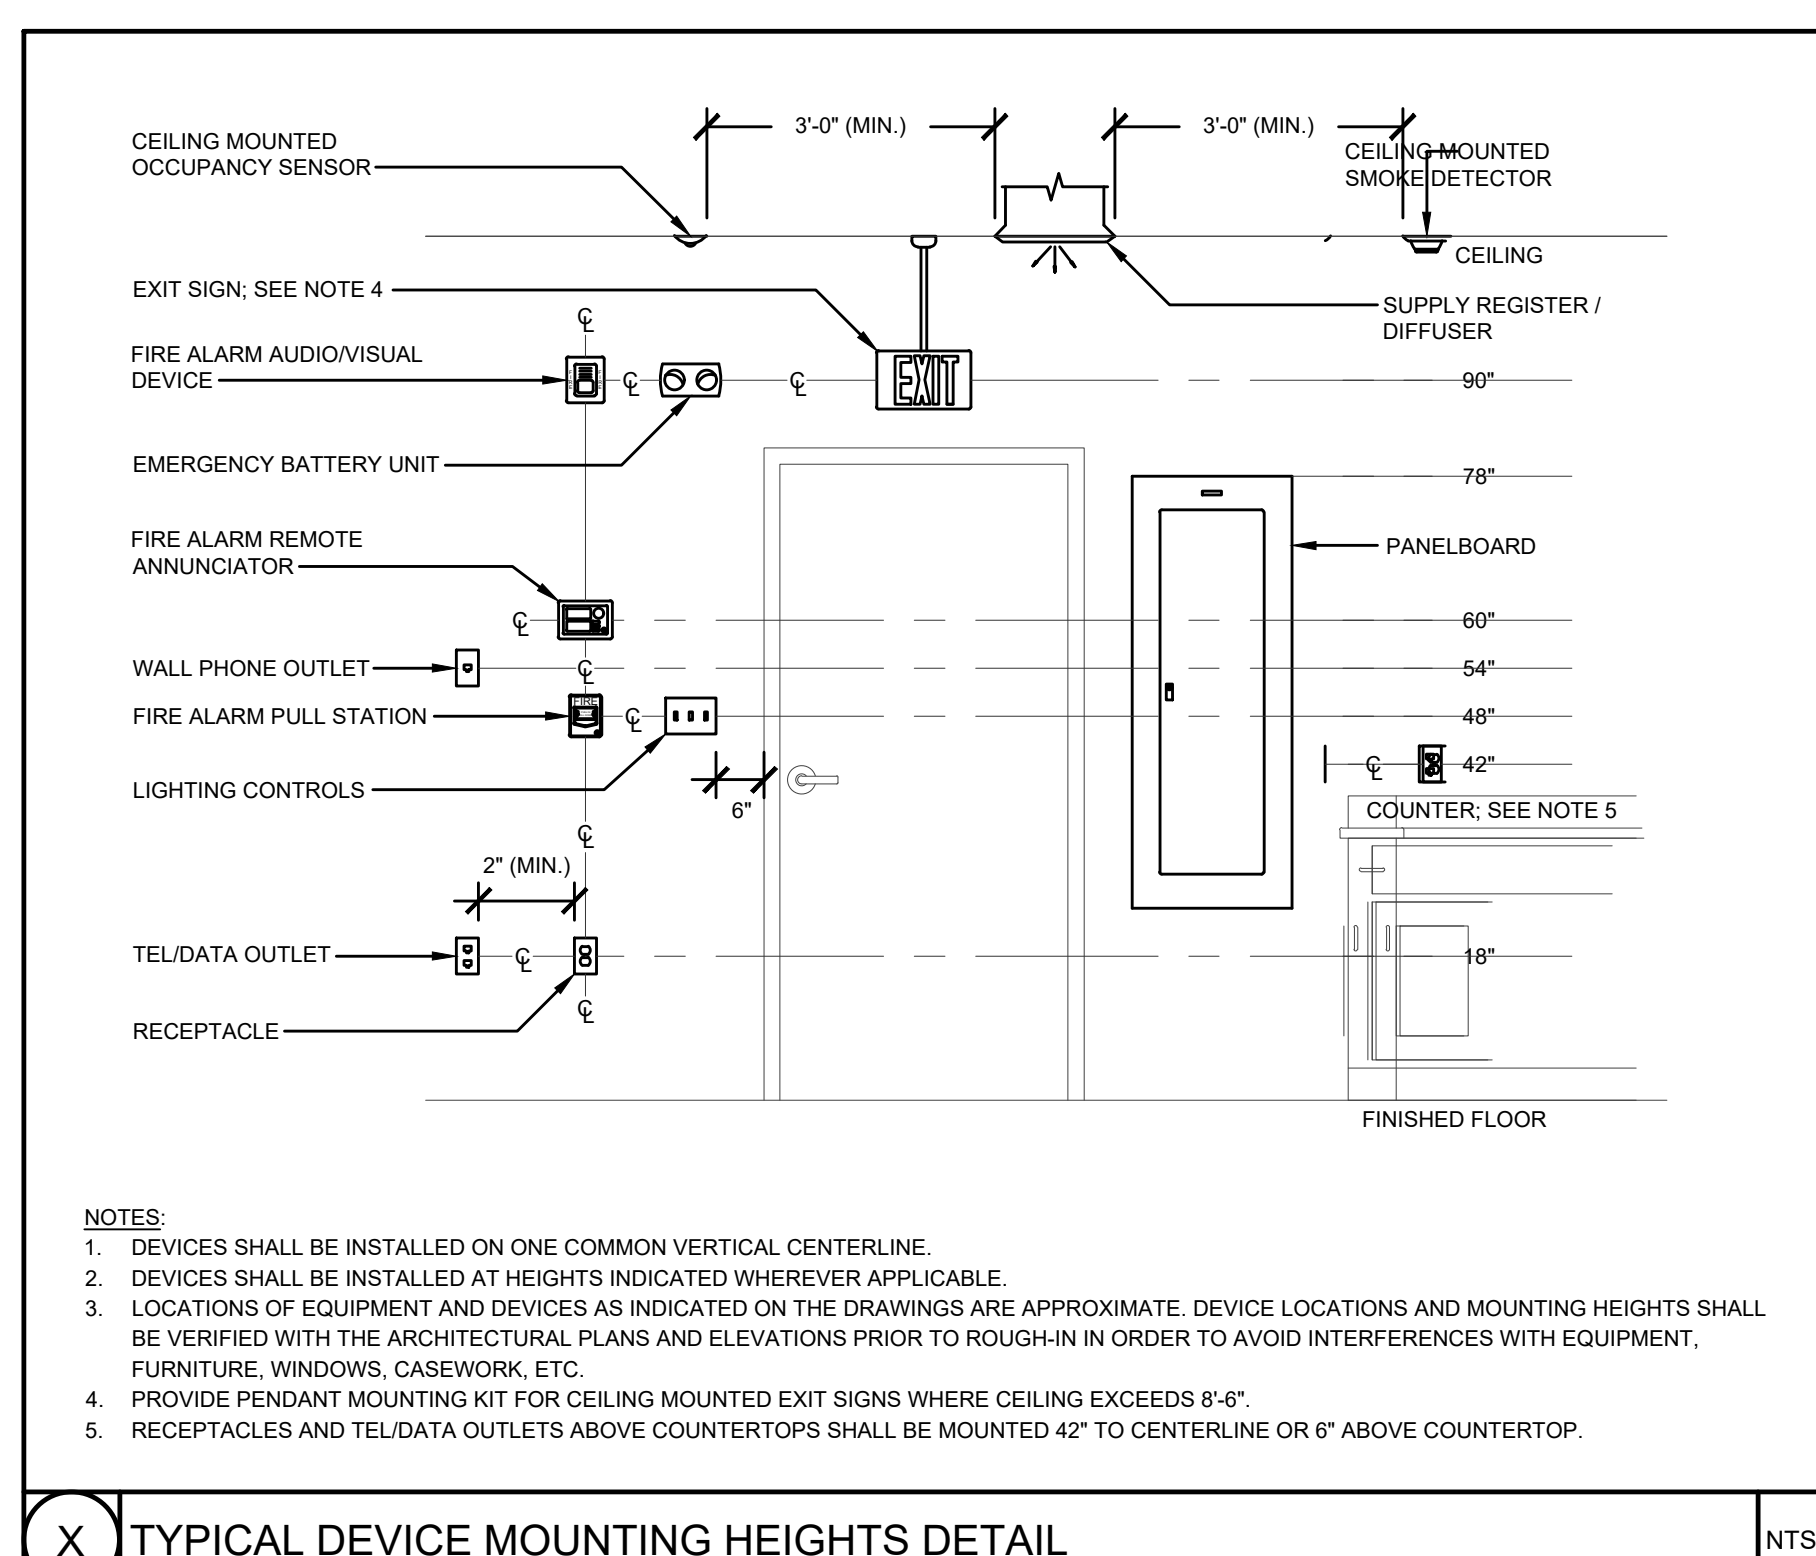 3'-0" (MIN.)
3'-0" (MIN.)
CEILING MOUNTED
OCCUPANCY SENSOR
CEILING MOUNTED
SMOKE DETECTOR
CEILING
EXIT SIGN; SEE NOTE 4
SUPPLY REGISTER /
DIFFUSER
℄
FIRE ALARM AUDIO/VISUAL
DEVICE
FIRE
FIRE
℄
℄
EXIT
90"
EMERGENCY BATTERY UNIT
78"
FIRE ALARM REMOTE
ANNUNCIATOR
PANELBOARD
℄
60"
WALL PHONE OUTLET
℄
54"
FIRE ALARM PULL STATION
FIRE
℄
48"
℄
42"
LIGHTING CONTROLS
6"
COUNTER; SEE NOTE 5
℄
2" (MIN.)
TEL/DATA OUTLET
℄
18"
℄
RECEPTACLE
FINISHED FLOOR
NOTES:
1. DEVICES SHALL BE INSTALLED ON ONE COMMON VERTICAL CENTERLINE.
2. DEVICES SHALL BE INSTALLED AT HEIGHTS INDICATED WHEREVER APPLICABLE.
3. LOCATIONS OF EQUIPMENT AND DEVICES AS INDICATED ON THE DRAWINGS ARE APPROXIMATE. DEVICE LOCATIONS AND MOUNTING HEIGHTS SHALL
BE VERIFIED WITH THE ARCHITECTURAL PLANS AND ELEVATIONS PRIOR TO ROUGH-IN IN ORDER TO AVOID INTERFERENCES WITH EQUIPMENT,
FURNITURE, WINDOWS, CASEWORK, ETC.
4. PROVIDE PENDANT MOUNTING KIT FOR CEILING MOUNTED EXIT SIGNS WHERE CEILING EXCEEDS 8'-6".
5. RECEPTACLES AND TEL/DATA OUTLETS ABOVE COUNTERTOPS SHALL BE MOUNTED 42" TO CENTERLINE OR 6" ABOVE COUNTERTOP.
X
TYPICAL DEVICE MOUNTING HEIGHTS DETAIL
NTS